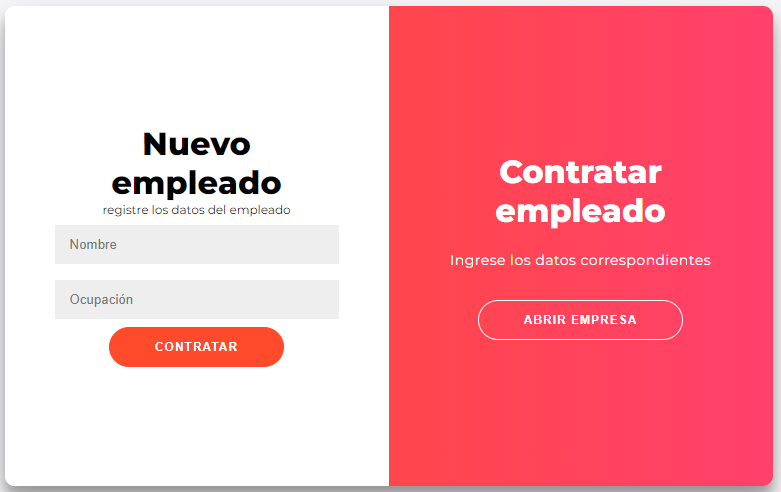 Nuevo
empleado
registre los datos del empleado
Nombre
Ocupación
CONTRATAR
Contratar
empleado
Ingrese los datos correspondientes
ABRIR EMPRESA